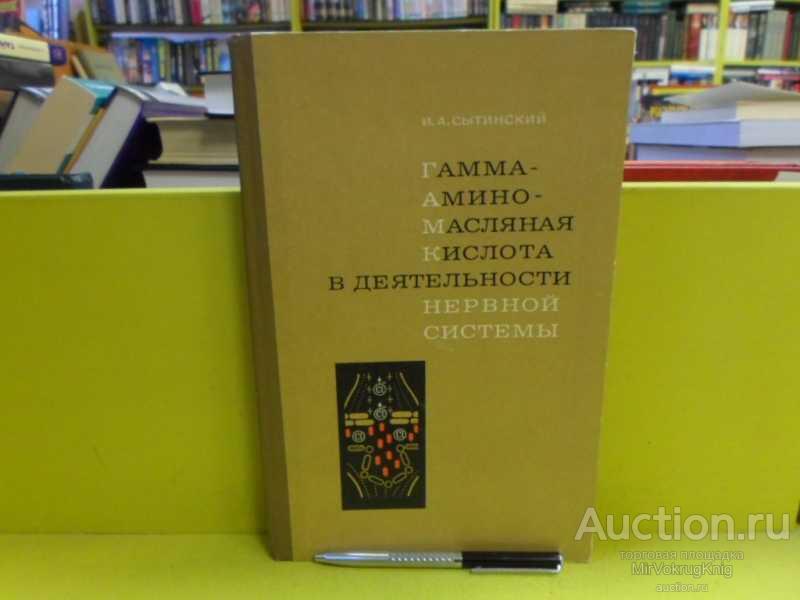 И.А.СЫТИНСКИЙ
ГАММА-
АМИНО-
МАСЛЯНАЯ
КИСЛОТА
В ДЕЯТЕЛЬНОСТИ
НЕРВНОЙ
СИСТЕМЫ
Auction.ru
торговая площадка
MirVokrugKnig
auction.ru